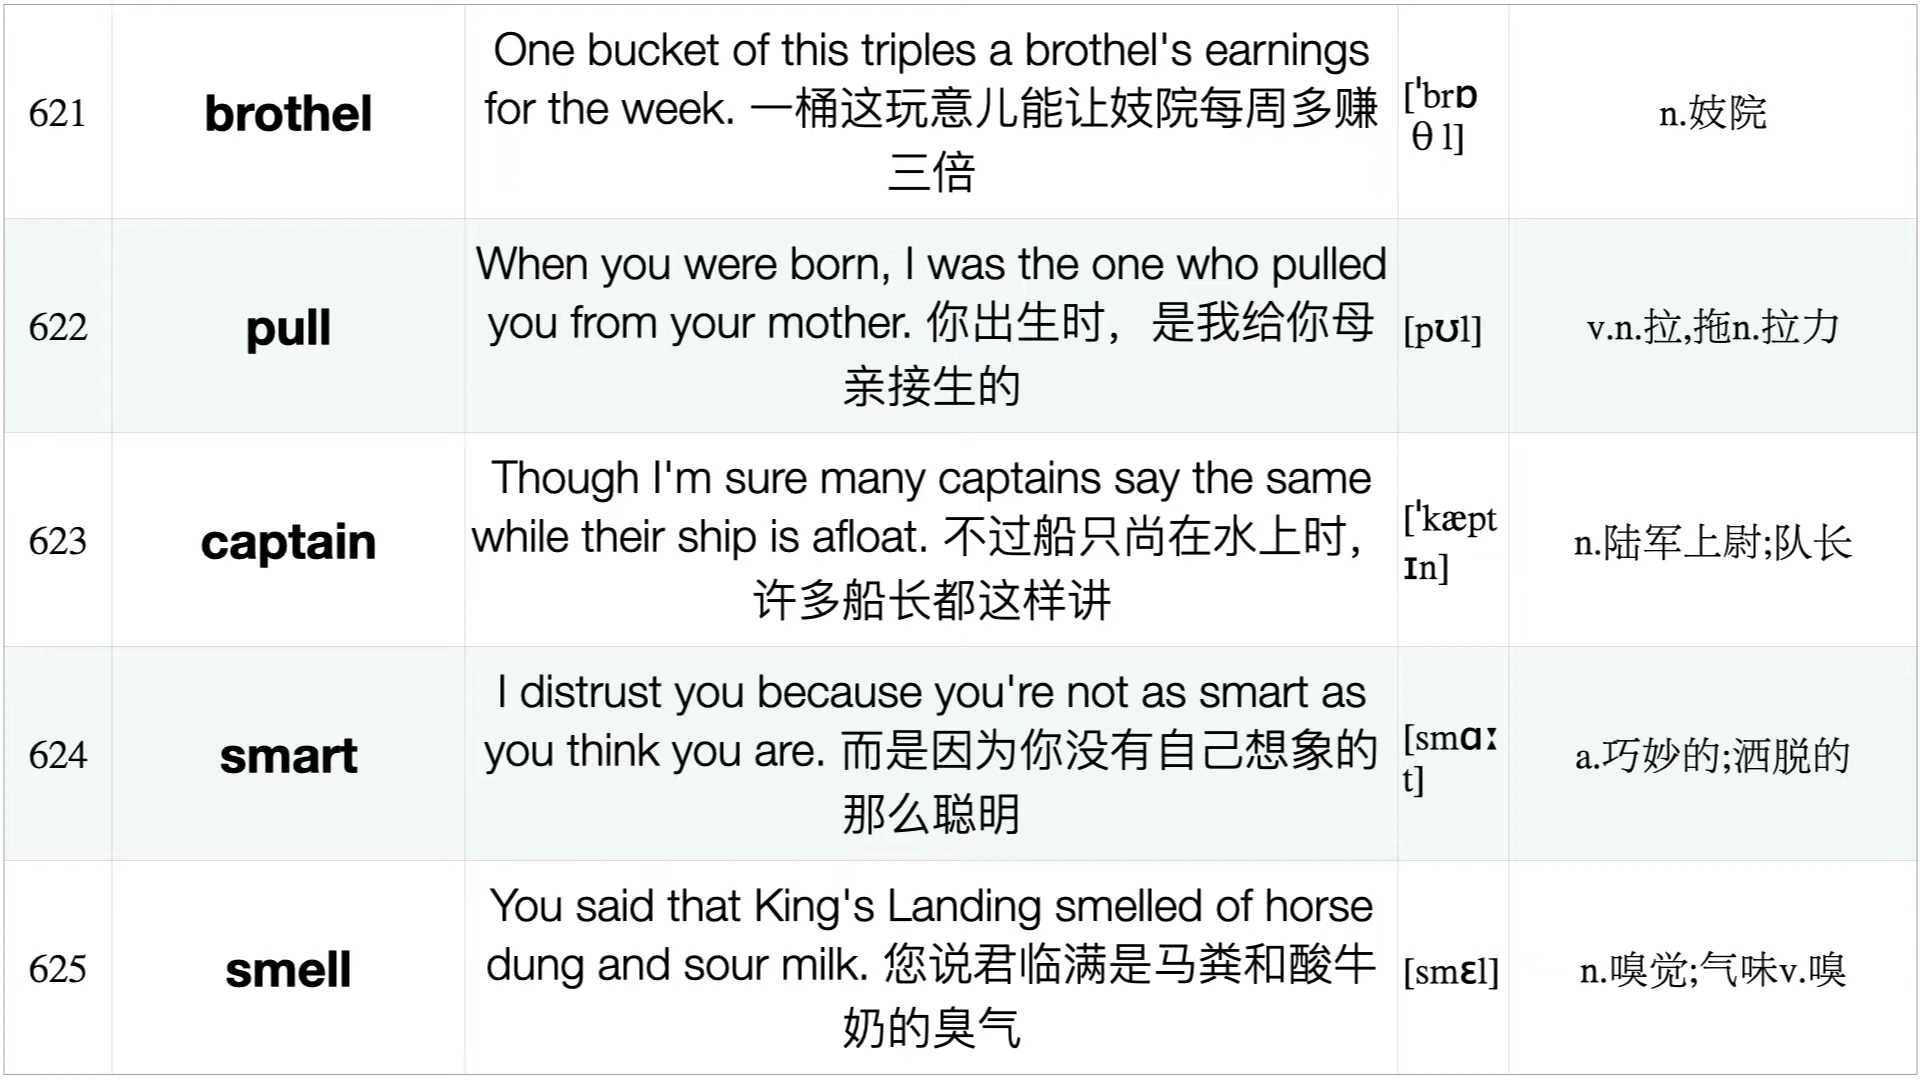 One bucket of this triples a brothel's earnings
621 brothel for the week. 一桶这玩意儿能让妓院每周多赚 [ˈbrɒ n.妓院
三倍 θ l]
When you were born, I was the one who pulled
622 pull you from your mother. 你出生时，是我给你母 [pʊl] v.n.拉,拖n.拉力
亲接生的
Though I'm sure many captains say the same
623 captain while their ship is afloat. 不过船只尚在水上时， [ˈkæpt n.陆军上尉;队长
许多船长都这样讲 ɪn]
I distrust you because you're not as smart as
624 smart you think you are. 而是因为你没有自己想象的 [smɑː a.巧妙的;洒脱的
那么聪明 t]
You said that King's Landing smelled of horse
625 smell dung and sour milk. 您说君临满是马粪和酸牛 [smɛl] n.嗅觉;气味v.嗅
奶的臭气